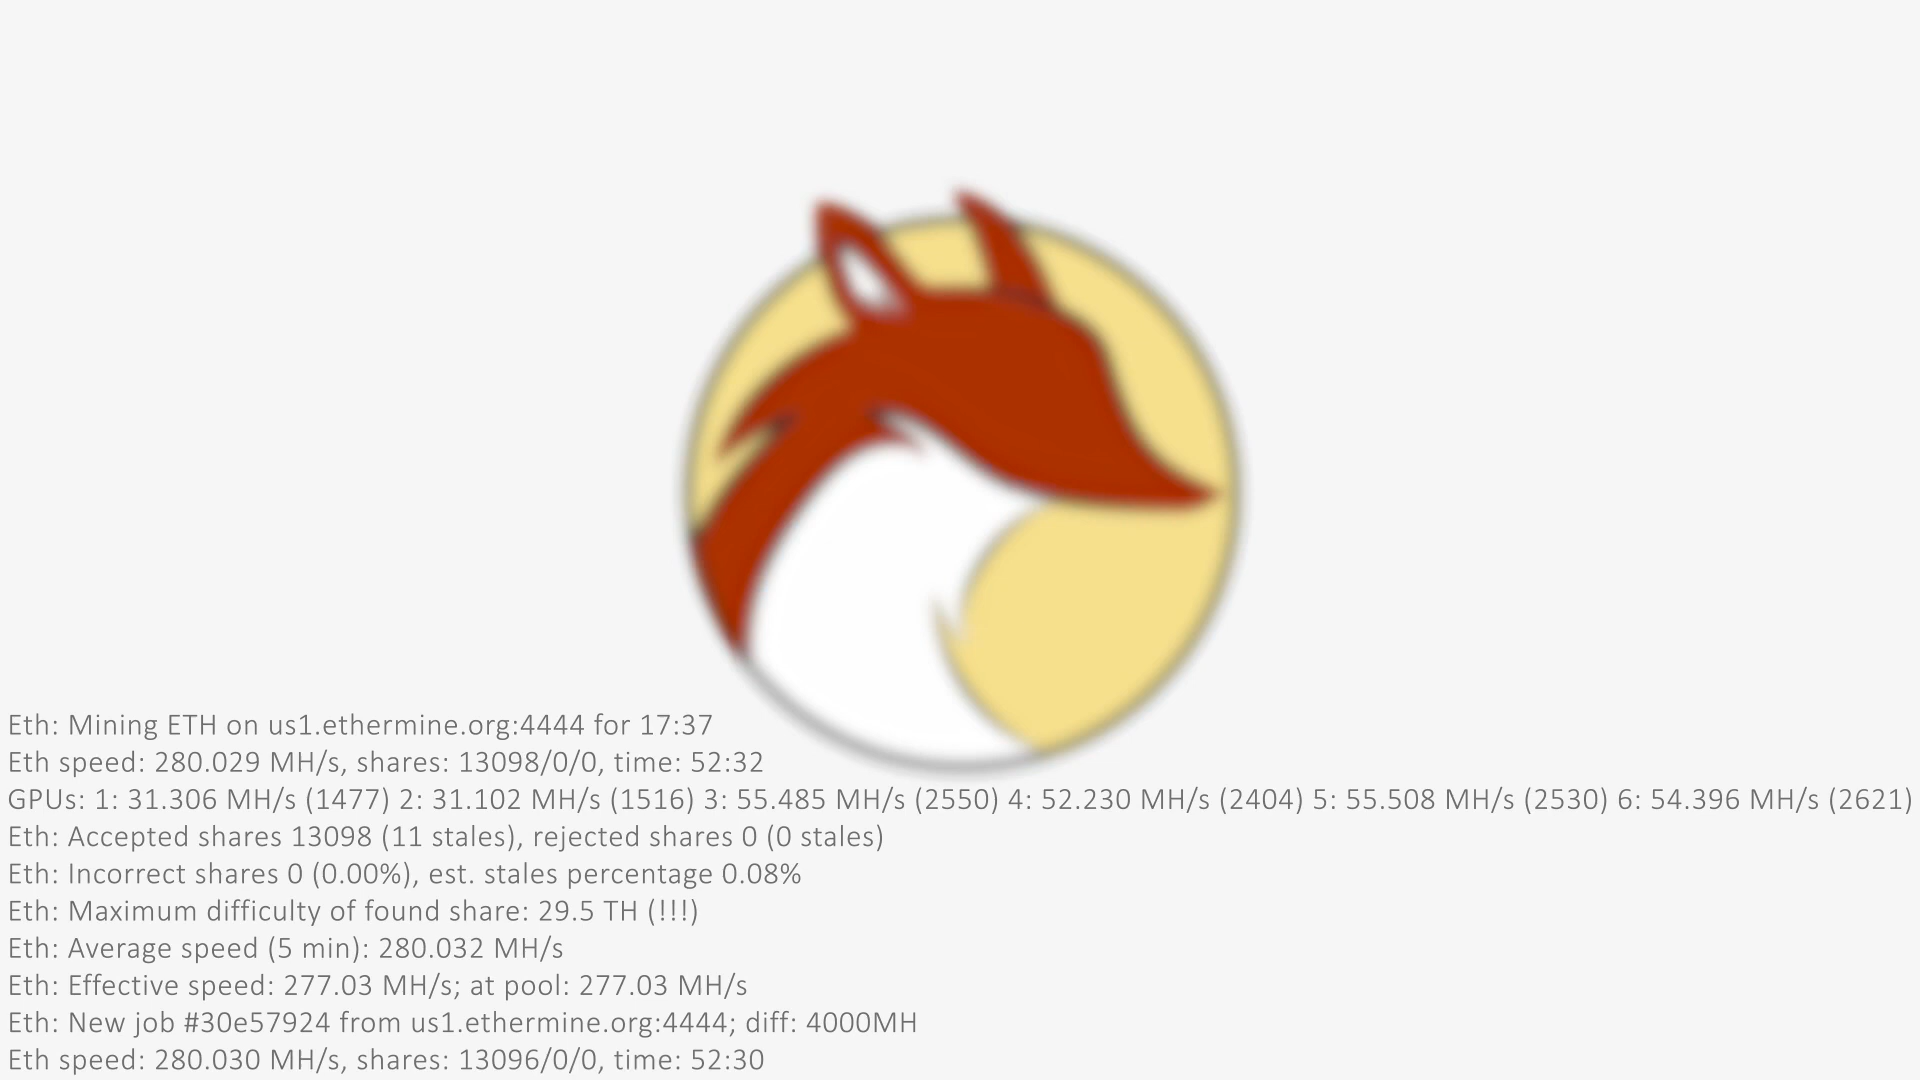 Eth: Mining ETH on us1.ethermine.org:4444 for 17:37
Eth speed: 280.029 MH/s, shares: 13098/0/0, time: 52:32
GPUs: 1: 31.306 MH/s (1477) 2: 31.102 MH/s (1516) 3: 55.485 MH/s (2550) 4: 52.230 MH/s (2404) 5: 55.508 MH/s (2530) 6: 54.396 MH/s (2621)
Eth: Accepted shares 13098 (11 stales), rejected shares 0 (0 stales)
Eth: Incorrect shares 0 (0.00%), est. stales percentage 0.08%
Eth: Maximum difficulty of found share: 29.5 TH (!!!)
Eth: Average speed (5 min): 280.032 MH/s
Eth: Effective speed: 277.03 MH/s; at pool: 277.03 MH/s
Eth: New job #30e57924 from us1.ethermine.org:4444; diff: 4000MH
Eth speed: 280.030 MH/s, shares: 13096/0/0, time: 52:30